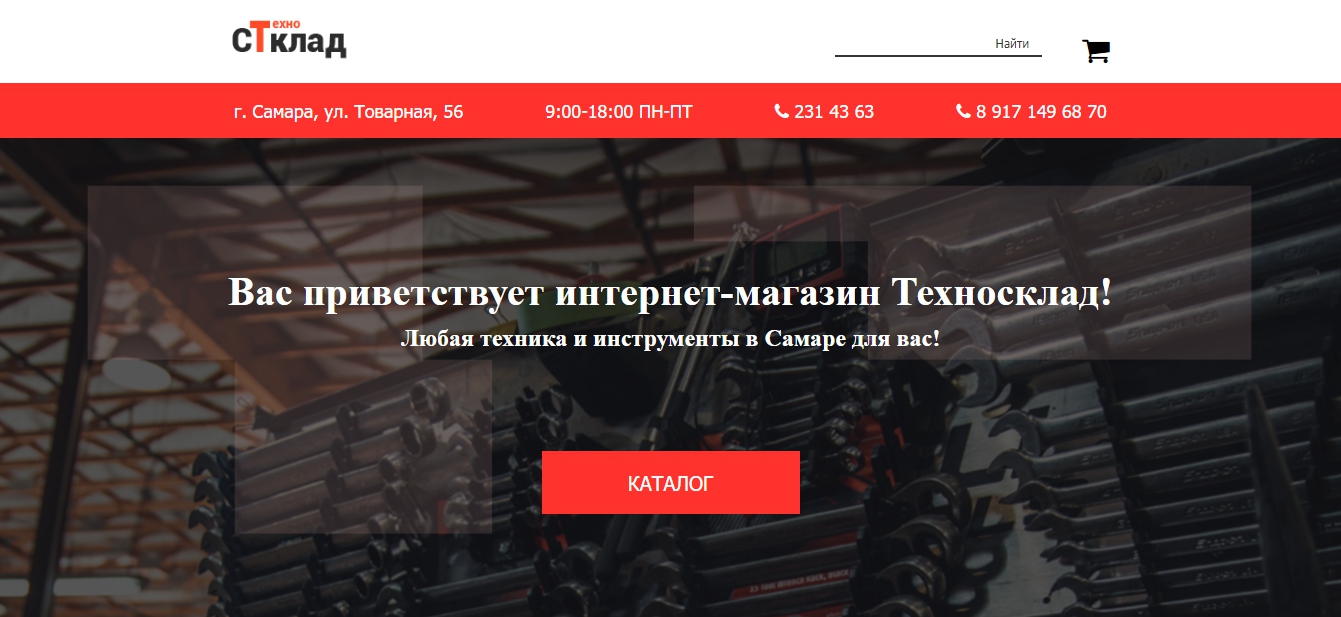 ехно
СТклад
Найти
г. Самара, ул. Товарная, 56
9:00-18:00 ПН-ПТ
231 43 63
8 917 149 68 70
Вас приветствует интернет-магазин Техносклад!
Любая техника и инструменты в Самаре для вас!
КАТАЛОГ